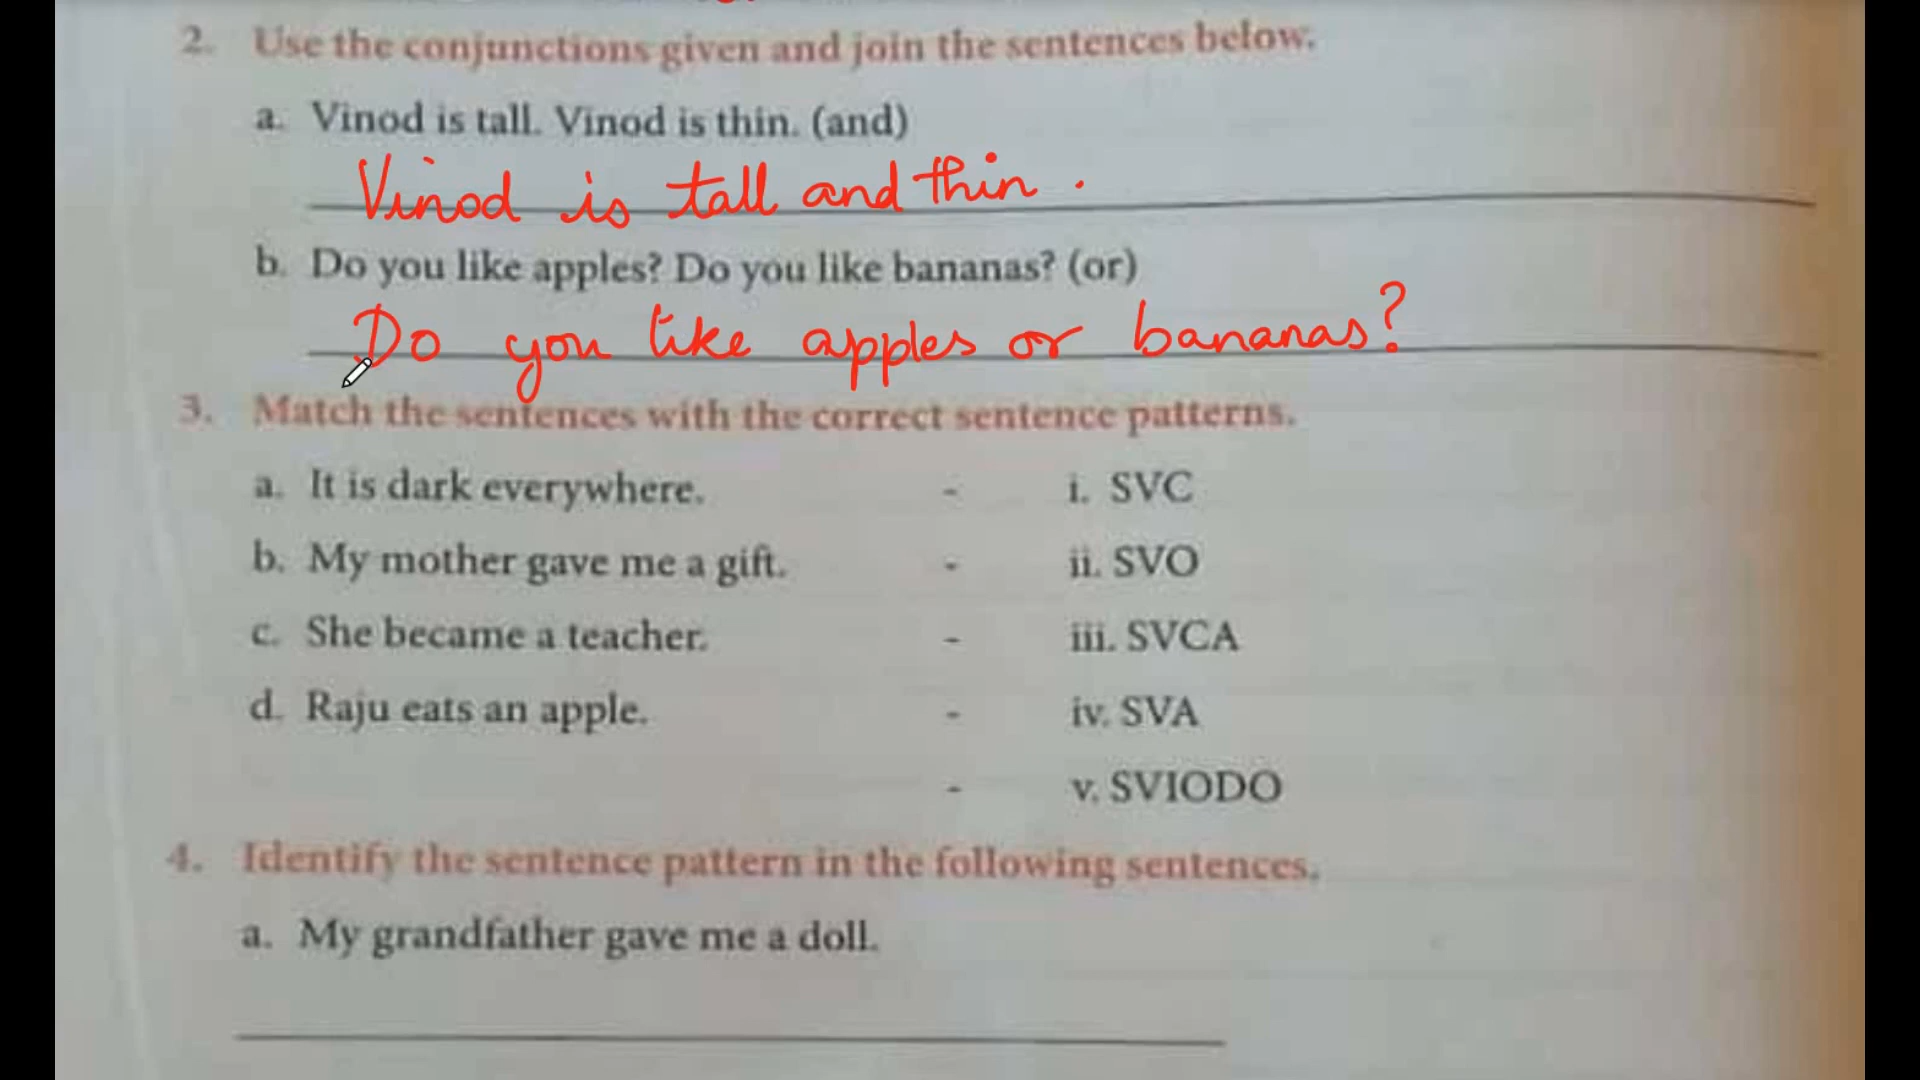 2. Use the conjunctions given and join the sentences below.
a. Vinod is tall. Vinod is thin. (and)
Vinod is tall and thin.
b. Do you like apples? Do you like bananas? (or)
Do you like apples or bananas?
3. Match the sentences with the correct sentence patterns.
a. It is dark everywhere. - i. SVC
b. My mother gave me a gift. - ii. SVO
c. She became a teacher. - iii. SVCA
d. Raju eats an apple. - iv. SVA
- v. SVIODO
4. Identify the sentence pattern in the following sentences.
a. My grandfather gave me a doll.